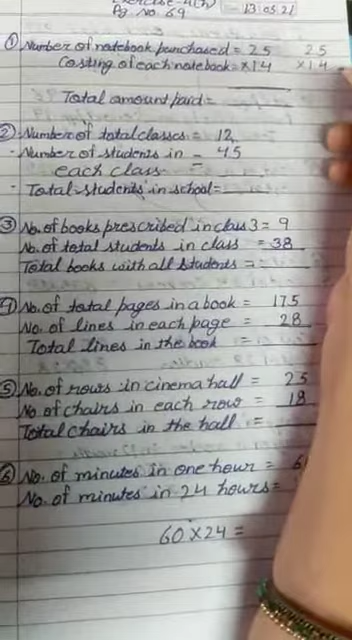 Pg No. 69 13.05.21
① Number of notebook purchased = 25 25
Costing of each notebook = ×14 ×14
Total amount paid =
② Number of total classes = 12
- Number of students in = 45
each class
- Total students in school =
③ No. of books prescribed in class 3 = 9
No. of total students in class = 38
Total books with all students =
④ No. of total pages in a book = 175
No. of lines in each page = 28
Total lines in the book =
⑤ No. of rows in cinema hall = 25
No. of chairs in each row = 18
Total chairs in the hall =
⑥ No. of minutes in one hour = 6
No. of minutes in 24 hours =
60 × 24 =